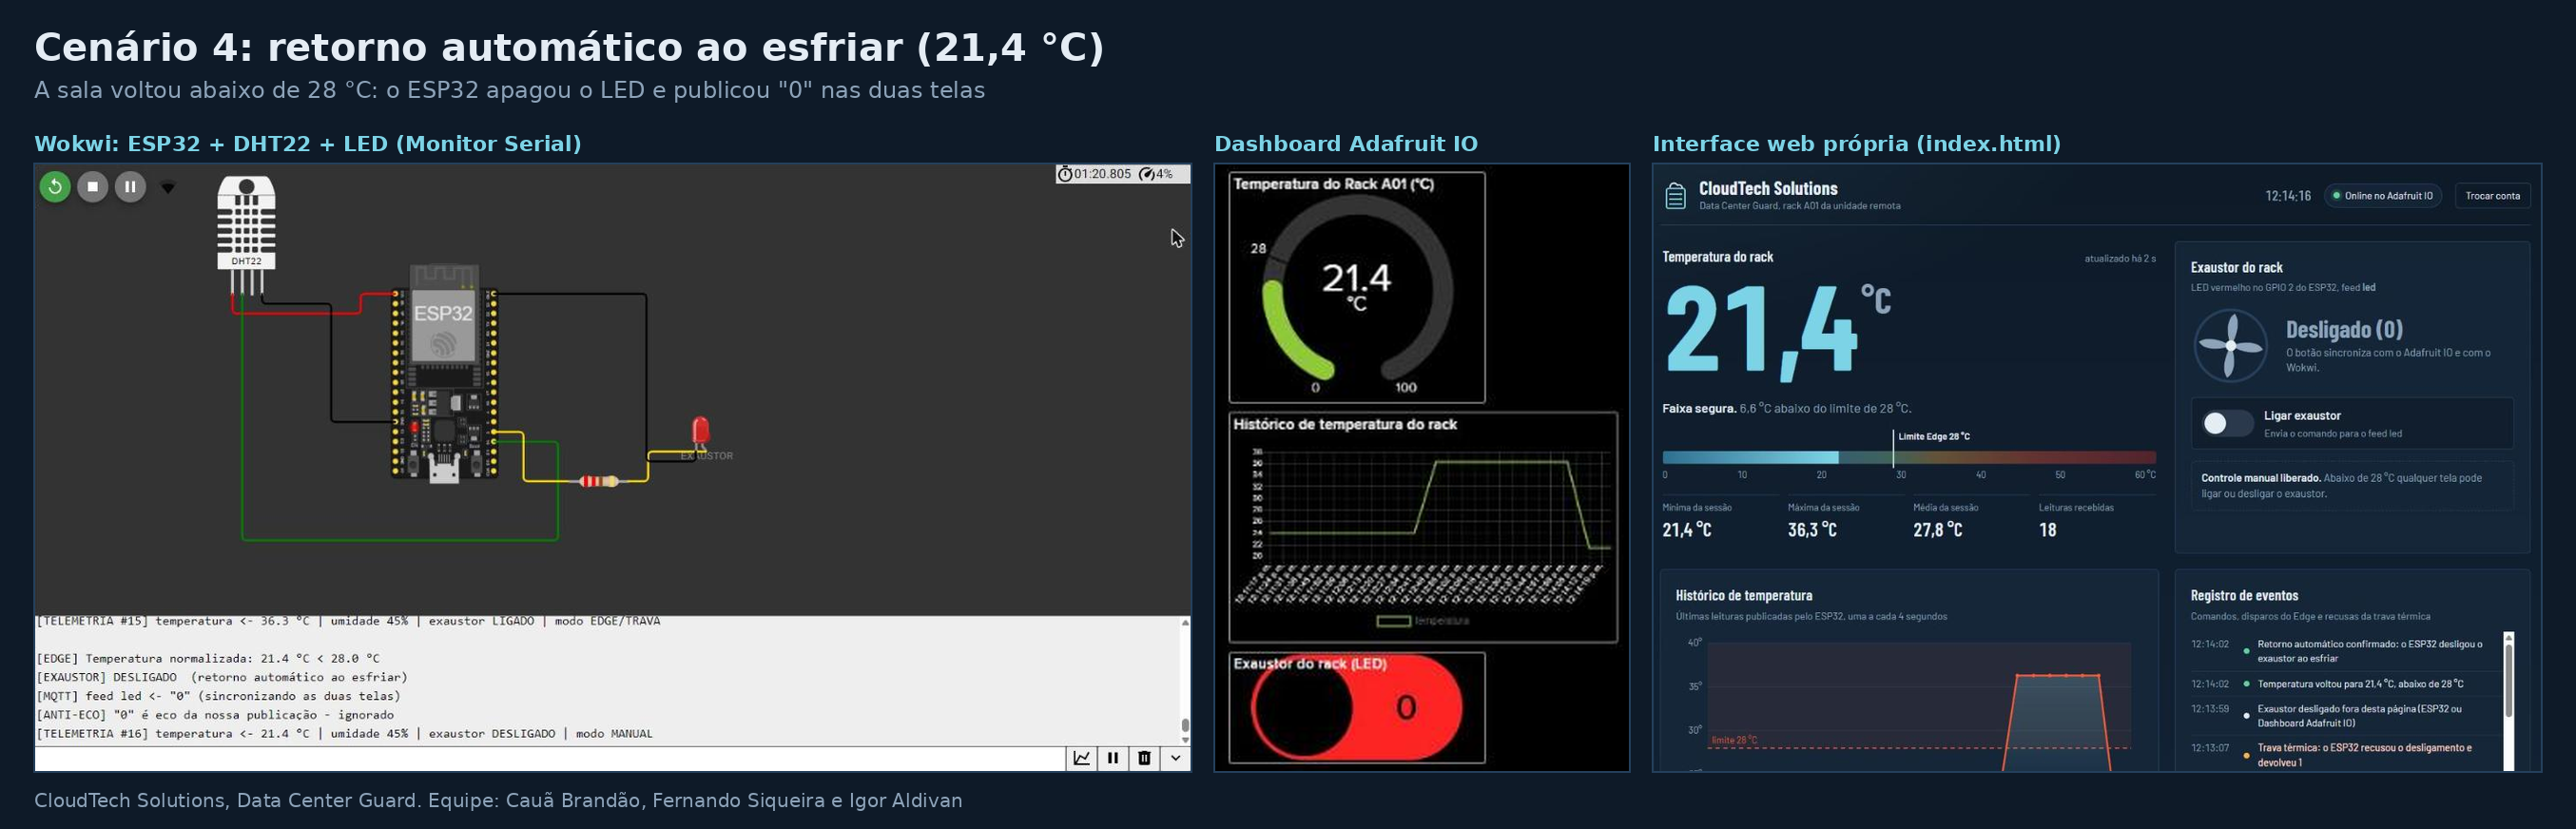 Cenário 4: retorno automático ao esfriar (21,4 °C)
A sala voltou abaixo de 28 °C: o ESP32 apagou o LED e publicou "0" nas duas telas
Wokwi: ESP32 + DHT22 + LED (Monitor Serial)
01:20.805 4%
DHT22
ESP32
EXAUSTOR
[TELEMETRIA #15] temperatura <- 36.3 °C | umidade 45% | exaustor LIGADO | modo EDGE/TRAVA
[EDGE] Temperatura normalizada: 21.4 °C < 28.0 °C
[EXAUSTOR] DESLIGADO (retorno automático ao esfriar)
[MQTT] feed led <- "0" (sincronizando as duas telas)
[ANTI-ECO] "0" é eco da nossa publicação - ignorado
[TELEMETRIA #16] temperatura <- 21.4 °C | umidade 45% | exaustor DESLIGADO | modo MANUAL
Dashboard Adafruit IO
Temperatura do Rack A01 (°C)
28
21.4
°C
0 100
Histórico de temperatura do rack
38
36
34
32
30
28
26
24
22
20
temperatura
Exaustor do rack (LED)
0
Interface web própria (index.html)
CloudTech Solutions
Data Center Guard, rack A01 da unidade remota
12:14:16
Online no Adafruit IO
Trocar conta
Temperatura do rack
atualizado há 2 s
21,4 °C
Faixa segura. 6,6 °C abaixo do limite de 28 °C.
Limite Edge 28 °C
0 10 20 30 40 50 60 °C
Mínima da sessão Máxima da sessão Média da sessão Leituras recebidas
21,4 °C 36,3 °C 27,8 °C 18
Exaustor do rack
LED vermelho no GPIO 2 do ESP32, feed led
Desligado (0)
O botão sincroniza com o Adafruit IO e com o
Wokwi.
Ligar exaustor
Envia o comando para o feed led
Controle manual liberado. Abaixo de 28 °C qualquer tela pode
ligar ou desligar o exaustor.
Histórico de temperatura
Últimas leituras publicadas pelo ESP32, uma a cada 4 segundos
40°
35°
30°
limite 28 °C
Registro de eventos
Comandos, disparos do Edge e recusas da trava térmica
12:14:02 Retorno automático confirmado: o ESP32 desligou o
exaustor ao esfriar
12:14:02 Temperatura voltou para 21,4 °C, abaixo de 28 °C
12:13:59 Exaustor desligado fora desta página (ESP32 ou
Dashboard Adafruit IO)
12:13:07 Trava térmica: o ESP32 recusou o desligamento e
devolveu 1
CloudTech Solutions, Data Center Guard. Equipe: Cauã Brandão, Fernando Siqueira e Igor Aldivan